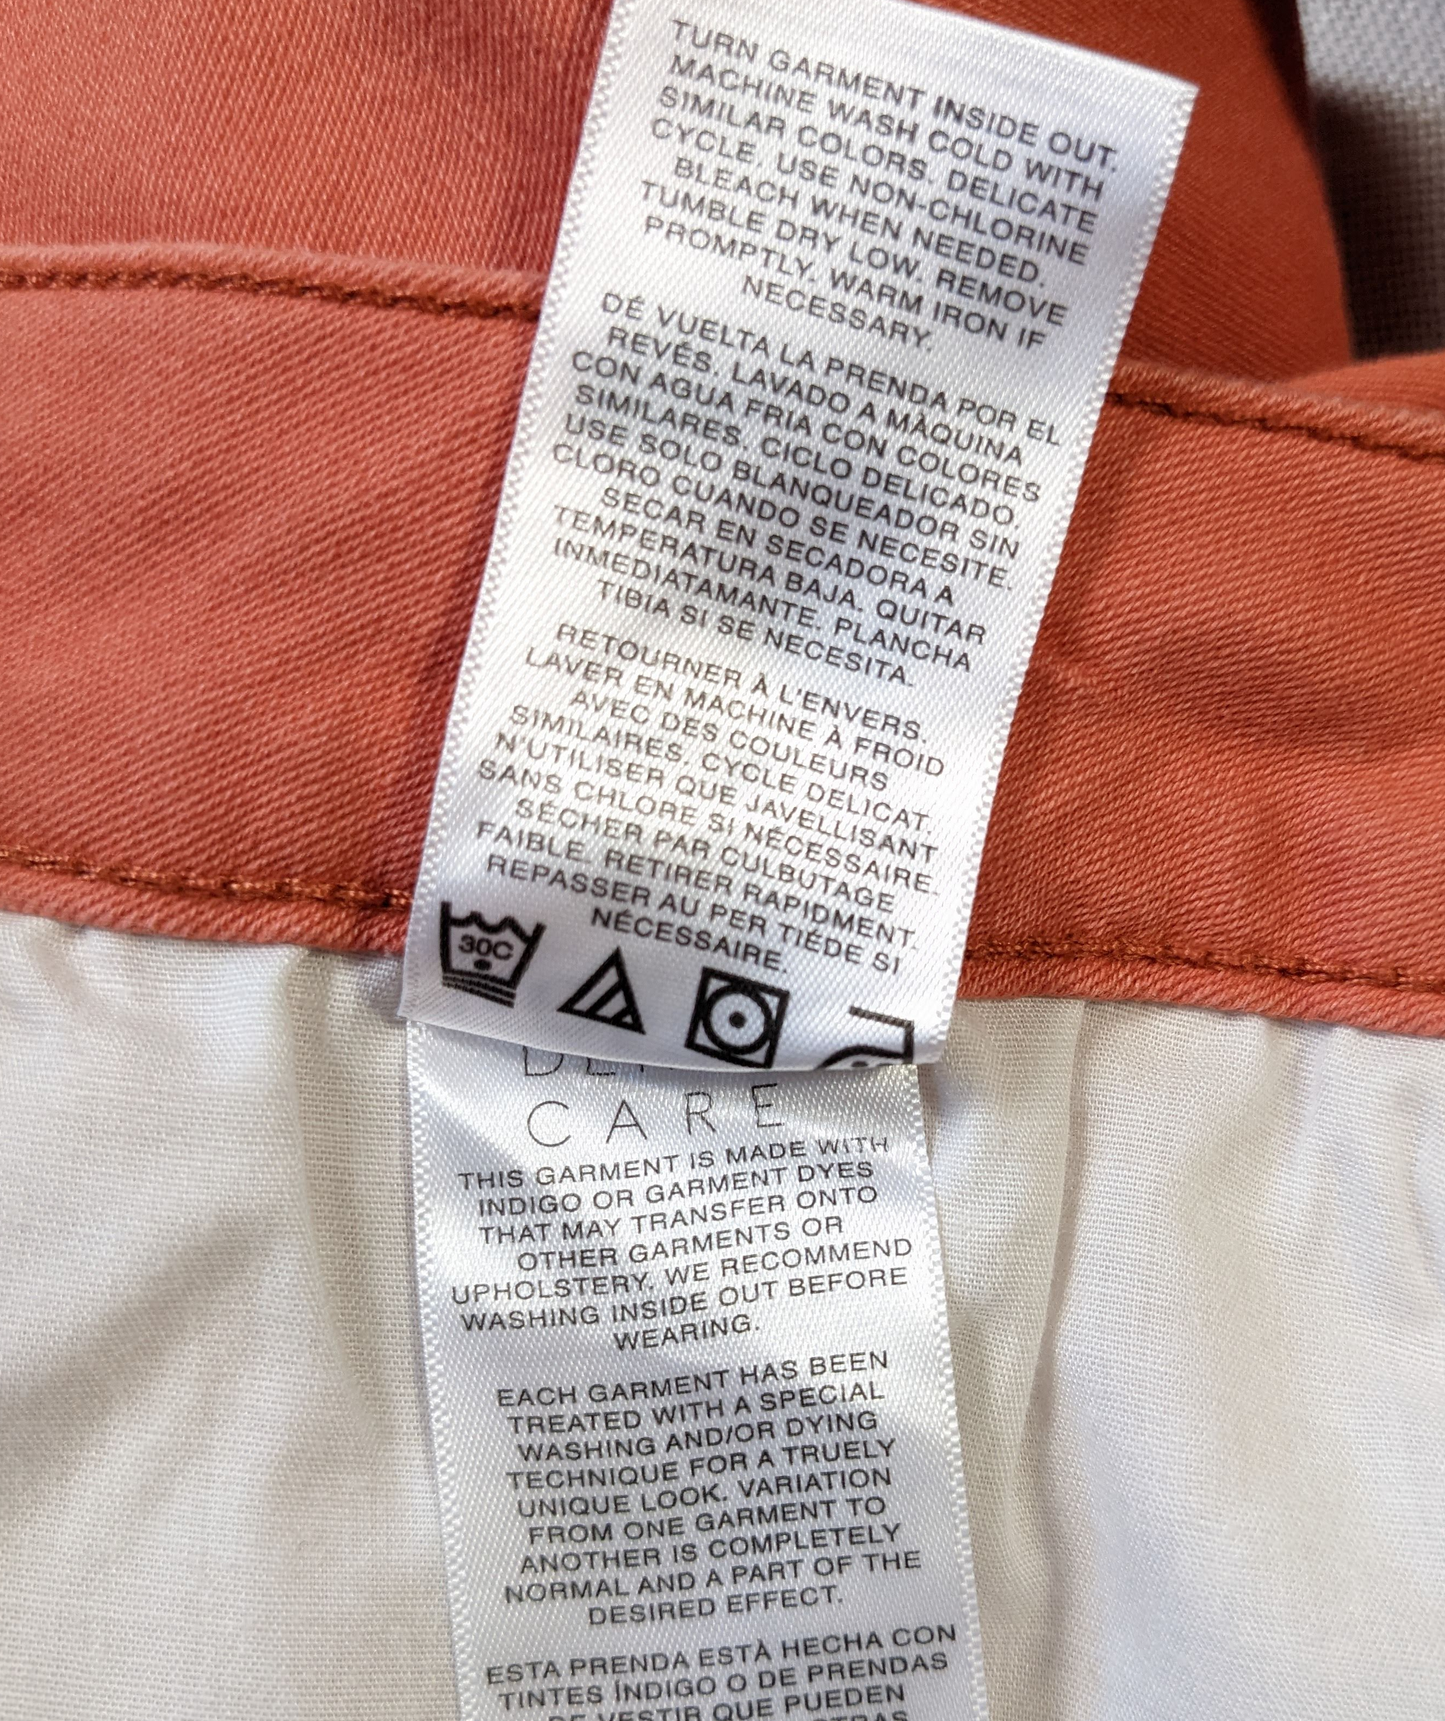 TURN GARMENT INSIDE OUT.
MACHINE WASH COLD WITH
SIMILAR COLORS. DELICATE
CYCLE. USE NON-CHLORINE
BLEACH WHEN NEEDED.
TUMBLE DRY LOW. REMOVE
PROMPTLY. WARM IRON IF
NECESSARY.
DÉ VUELTA LA PRENDA POR EL
REVÉS. LAVADO A MÀQUINA
CON AGUA FRIA CON COLORES
SIMILARES. CICLO DELICADO.
USE SOLO BLANQUEADOR SIN
CLORO CUANDO SE NECESITE.
SECAR EN SECADORA A
TEMPERATURA BAJA. QUITAR
INMEDIATAMANTE. PLANCHA
TIBIA SI SE NECESITA.
RETOURNER À L'ENVERS.
LAVER EN MACHINE À FROID
AVEC DES COULEURS
SIMILAIRES. CYCLE DELICAT.
N'UTILISER QUE JAVELLISANT
SANS CHLORE SI NÉCESSAIRE.
SÉCHER PAR CULBUTAGE
FAIBLE. RETIRER RAPIDMENT.
REPASSER AU PER TIÉDE SI
NÉCESSAIRE.
30C
CARE
THIS GARMENT IS MADE WITH
INDIGO OR GARMENT DYES
THAT MAY TRANSFER ONTO
OTHER GARMENTS OR
UPHOLSTERY. WE RECOMMEND
WASHING INSIDE OUT BEFORE
WEARING.
EACH GARMENT HAS BEEN
TREATED WITH A SPECIAL
WASHING AND/OR DYING
TECHNIQUE FOR A TRUELY
UNIQUE LOOK. VARIATION
FROM ONE GARMENT TO
ANOTHER IS COMPLETELY
NORMAL AND A PART OF THE
DESIRED EFFECT.
ESTA PRENDA ESTÀ HECHA CON
TINTES ÍNDIGO O DE PRENDAS
DE VESTIR QUE PUEDEN